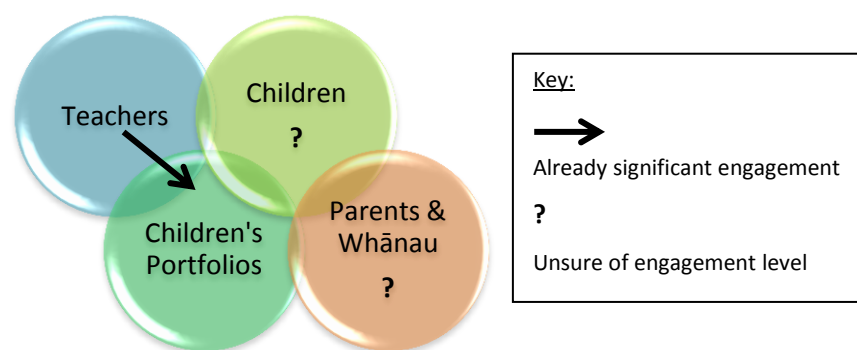 Teachers
Children
?
Children's
Portfolios
Parents &
Whānau
?
Key:
Already significant engagement
?
Unsure of engagement level